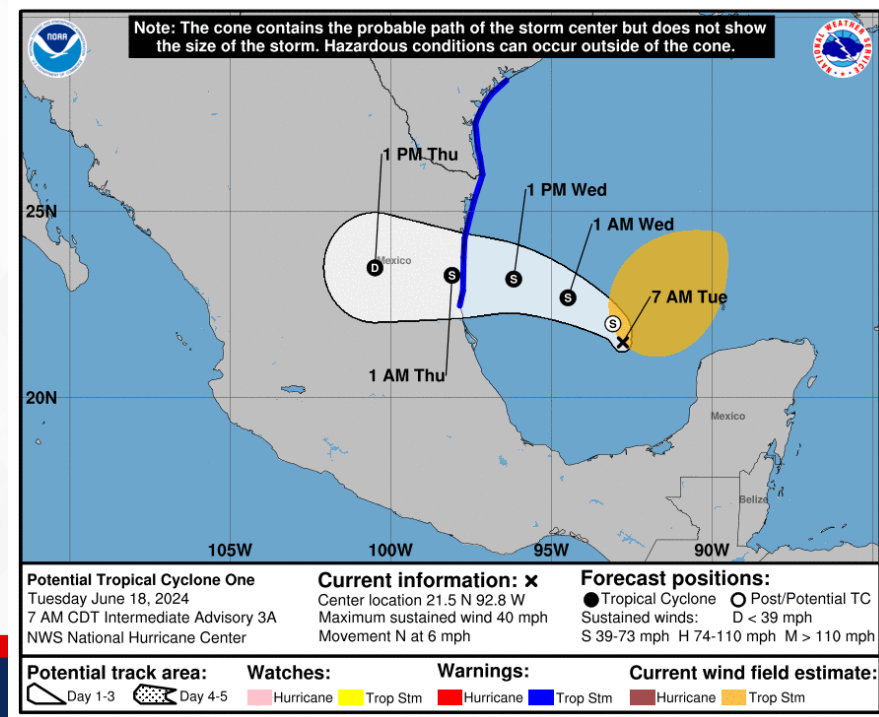 Note: The cone contains the probable path of the storm center but does not show
the size of the storm. Hazardous conditions can occur outside of the cone.
NOAA
NATIONAL WEATHER SERVICE
1 PM Thu
1 PM Wed
25N
1 AM Wed
Mexico
7 AM Tue
D
S
S
S
S
1 AM Thu
20N
Mexico
Belize
105W
100W
95W
90W
Potential Tropical Cyclone One
Tuesday June 18, 2024
7 AM CDT Intermediate Advisory 3A
NWS National Hurricane Center
Current information: ×
Center location 21.5 N 92.8 W
Maximum sustained wind 40 mph
Movement N at 6 mph
Forecast positions:
Tropical Cyclone Post/Potential TC
Sustained winds: D < 39 mph
S 39-73 mph H 74-110 mph M > 110 mph
Potential track area:
Day 1-3 Day 4-5
Watches:
Hurricane Trop Stm
Warnings:
Hurricane Trop Stm
Current wind field estimate:
Hurricane Trop Stm